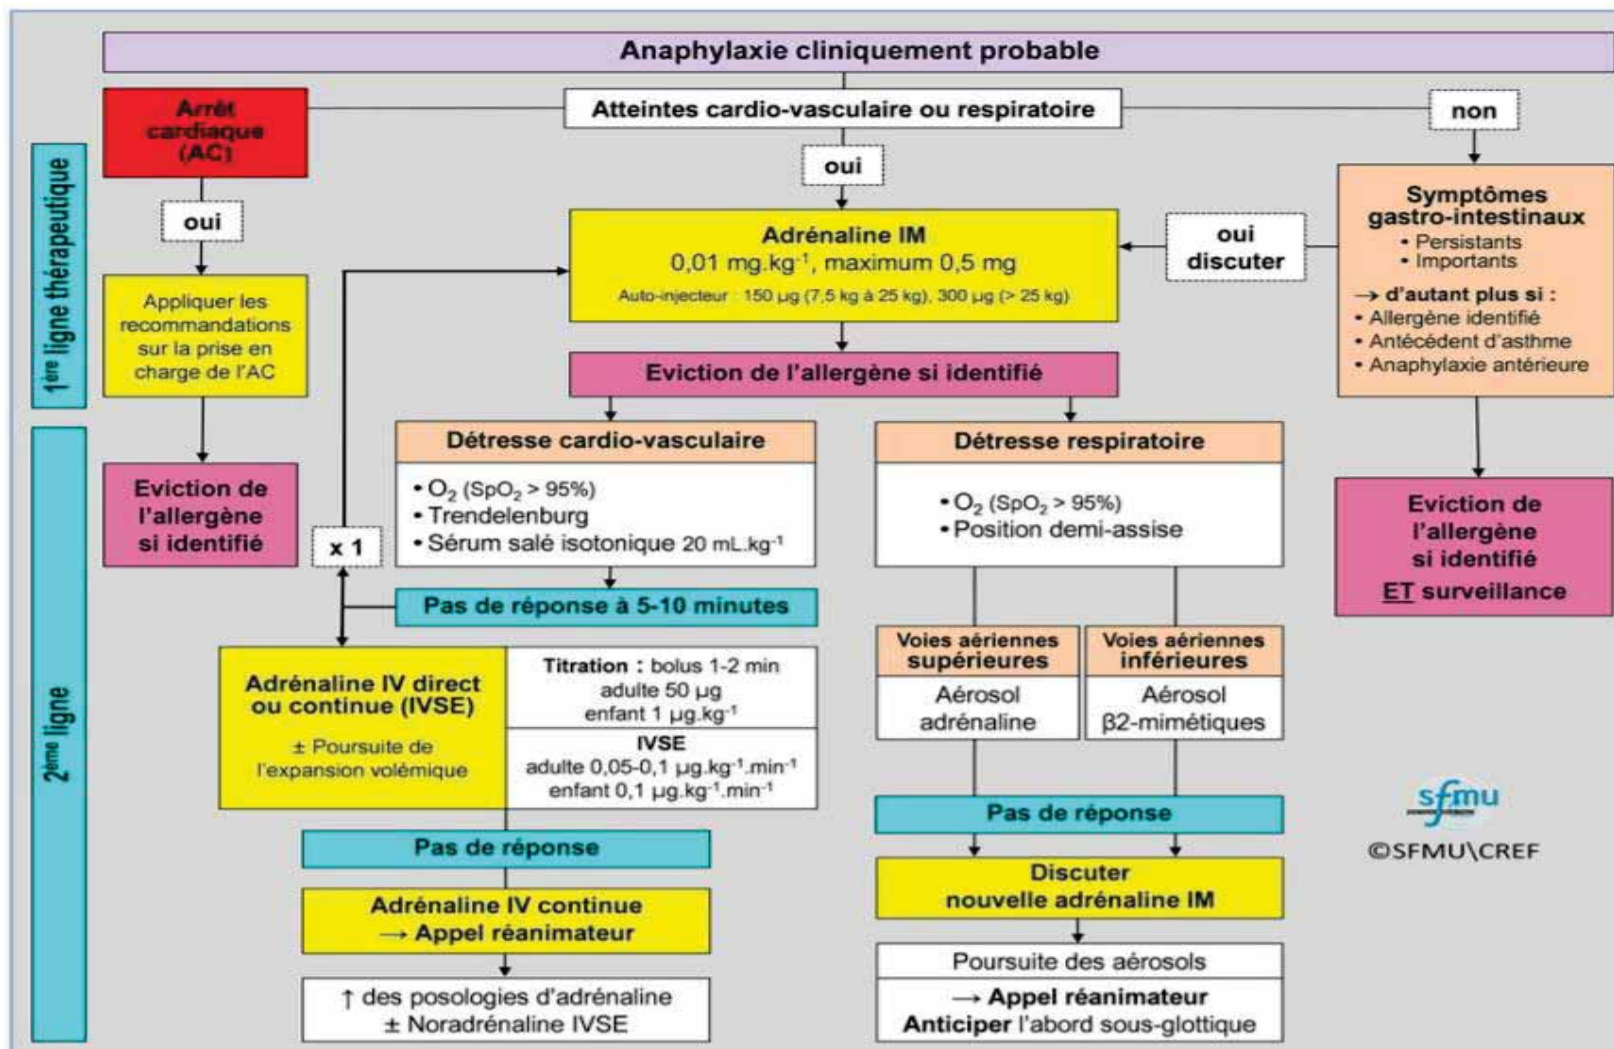 Anaphylaxie cliniquement probable
Arrêt
cardiaque
(AC)
Atteintes cardio-vasculaire ou respiratoire
non
oui
oui
1ère ligne thérapeutique
Appliquer les
recommandations
sur la prise en
charge de l'AC
Adrénaline IM
0,01 mg.kg⁻¹, maximum 0,5 mg
Auto-injecteur : 150 µg (7,5 kg à 25 kg), 300 µg (> 25 kg)
oui
discuter
Symptômes
gastro-intestinaux
• Persistants
• Importants
→ d'autant plus si :
• Allergène identifié
• Antécédent d'asthme
• Anaphylaxie antérieure
Eviction de l'allergène si identifié
2ème ligne
Eviction de
l'allergène
si identifié
x 1
Détresse cardio-vasculaire
• O₂ (SpO₂ > 95%)
• Trendelenburg
• Sérum salé isotonique 20 mL.kg⁻¹
Détresse respiratoire
• O₂ (SpO₂ > 95%)
• Position demi-assise
Eviction de
l'allergène
si identifié
ET surveillance
Pas de réponse à 5-10 minutes
Adrénaline IV direct
ou continue (IVSE)
± Poursuite de
l'expansion volémique
Titration : bolus 1-2 min
adulte 50 µg
enfant 1 µg.kg⁻¹
IVSE
adulte 0,05-0,1 µg.kg⁻¹.min⁻¹
enfant 0,1 µg.kg⁻¹.min⁻¹
Voies aériennes
supérieures
Aérosol
adrénaline
Voies aériennes
inférieures
Aérosol
β2-mimétiques
Pas de réponse
Adrénaline IV continue
→ Appel réanimateur
↑ des posologies d'adrénaline
± Noradrénaline IVSE
Pas de réponse
Discuter
nouvelle adrénaline IM
Poursuite des aérosols
→ Appel réanimateur
Anticiper l'abord sous-glottique
sfmu
©SFMU\CREF